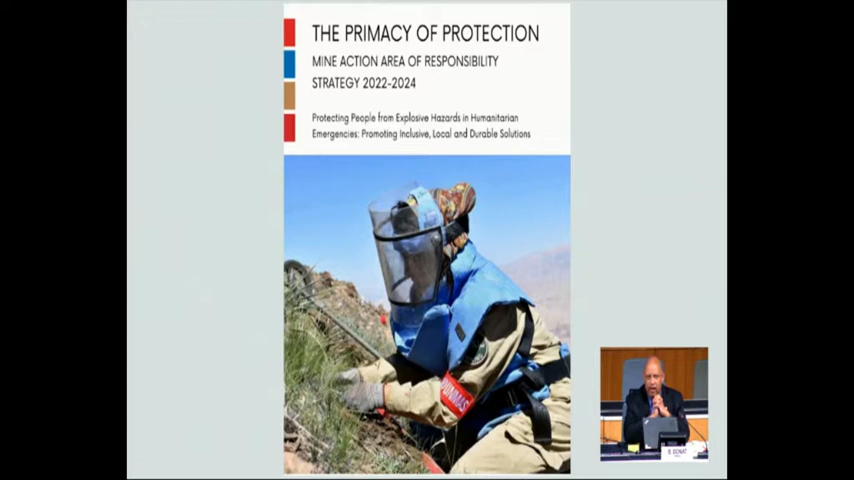 THE PRIMACY OF PROTECTION
MINE ACTION AREA OF RESPONSIBILITY
STRATEGY 2022-2024
Protecting People from Explosive Hazards in Humanitarian
Emergencies: Promoting Inclusive, Local and Durable Solutions
UNMAS
B. DONAT